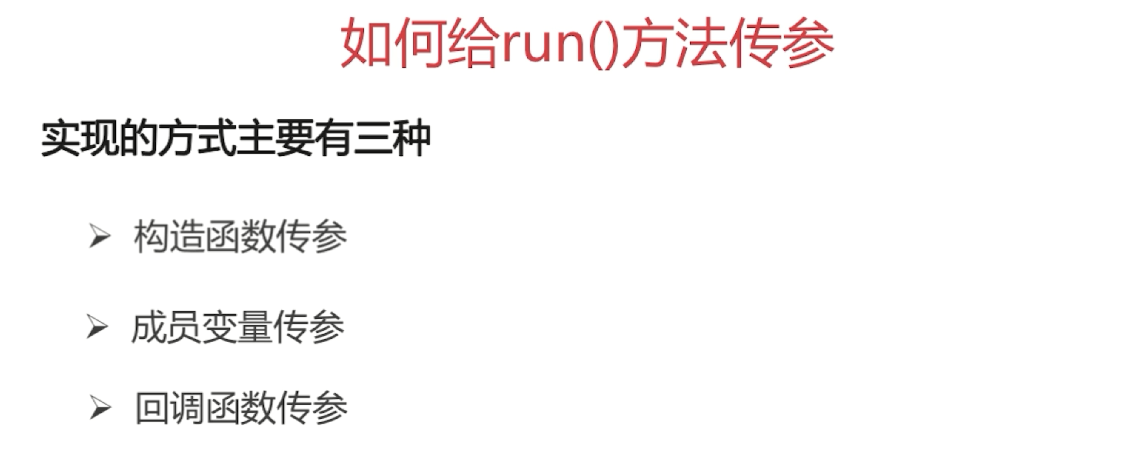 如何给run()方法传参
实现的方式主要有三种
➢ 构造函数传参
➢ 成员变量传参
➢ 回调函数传参